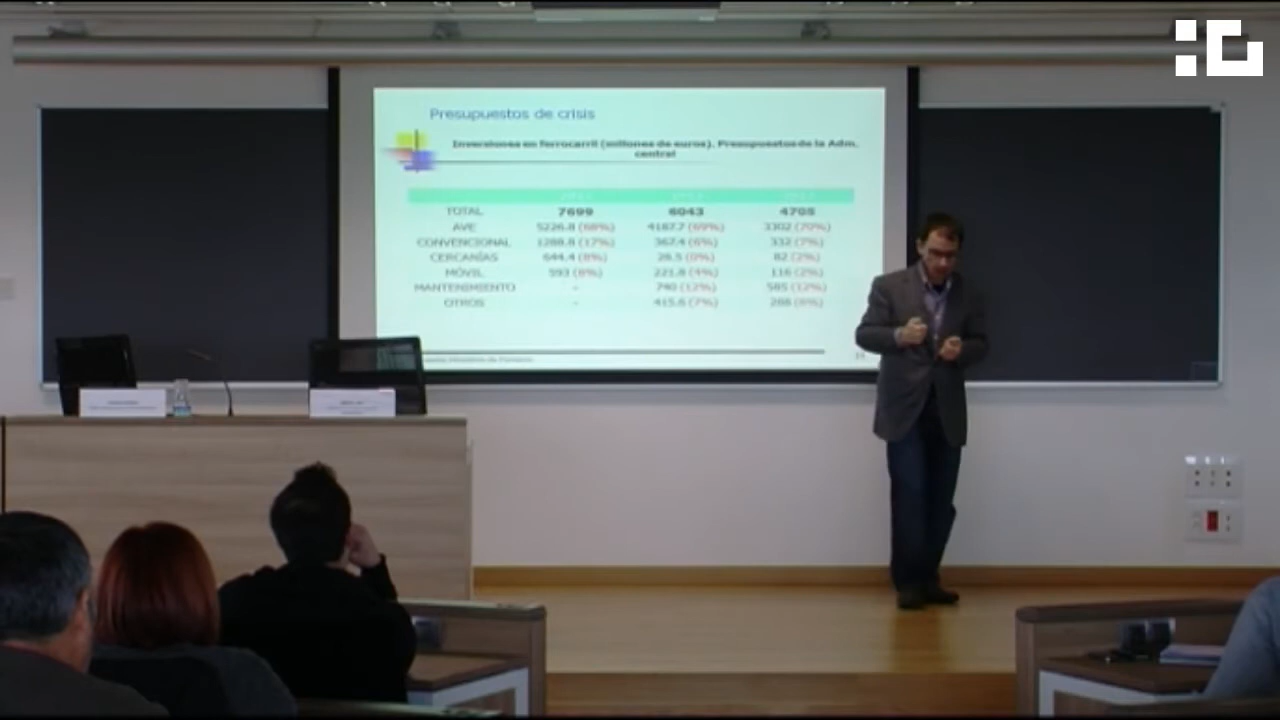 Presupuestos de crisis
Inversiones en ferrocarril (millones de euros). Presupuestos de la Adm.
central
TOTAL 7699 6043 4705
AVE 5226.8 (68%) 4187.7 (69%) 3302 (70%)
CONVENCIONAL 1288.8 (17%) 367.4 (6%) 332 (7%)
CERCANÍAS 644.4 (8%) 26.5 (0%) 82 (2%)
MÓVIL 593 (8%) 221.8 (4%) 116 (2%)
MANTENIMIENTO - 740 (12%) 585 (12%)
OTROS - 415.6 (7%) 288 (6%)